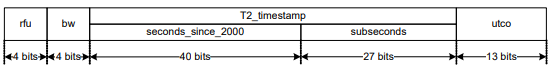 rfu bw T2_timestamp utco
seconds_since_2000 subseconds
4 bits 4 bits 40 bits 27 bits 13 bits